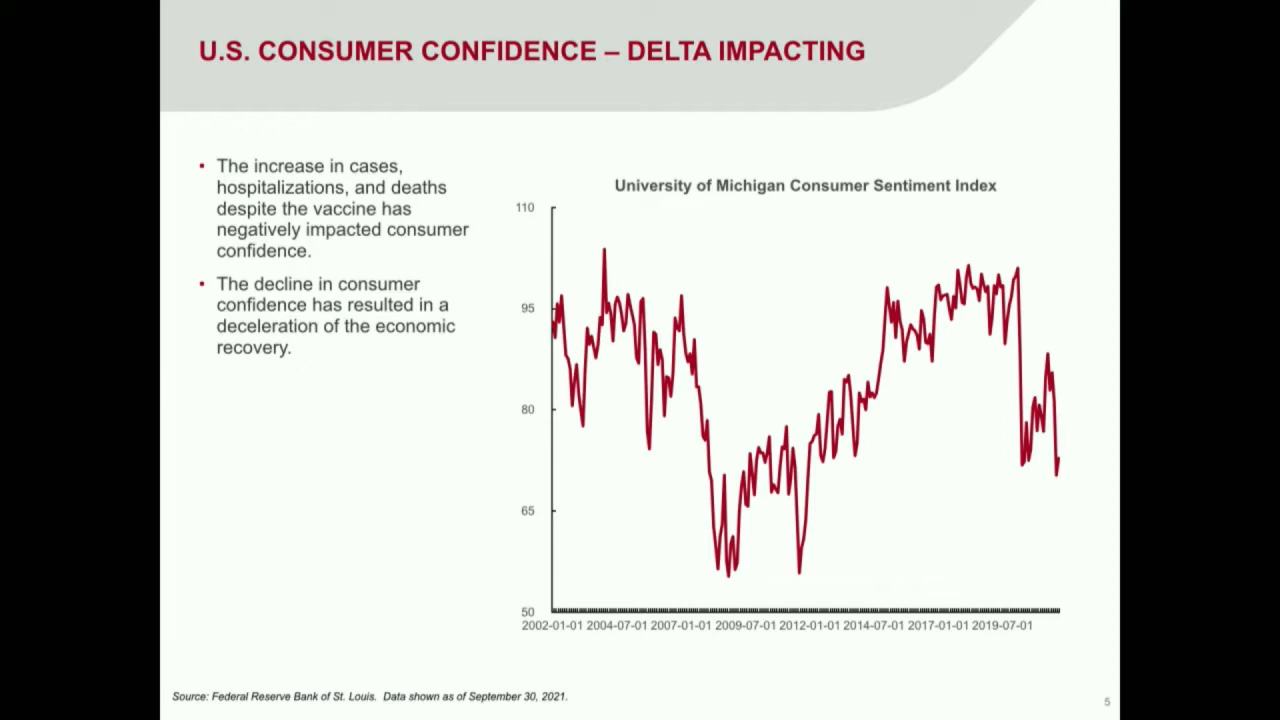 U.S. CONSUMER CONFIDENCE – DELTA IMPACTING
• The increase in cases,
hospitalizations, and deaths
despite the vaccine has
negatively impacted consumer
confidence.
• The decline in consumer
confidence has resulted in a
deceleration of the economic
recovery.
University of Michigan Consumer Sentiment Index
110
95
80
65
50
2002-01-01 2004-07-01 2007-01-01 2009-07-01 2012-01-01 2014-07-01 2017-01-01 2019-07-01
Source: Federal Reserve Bank of St. Louis. Data shown as of September 30, 2021.
5